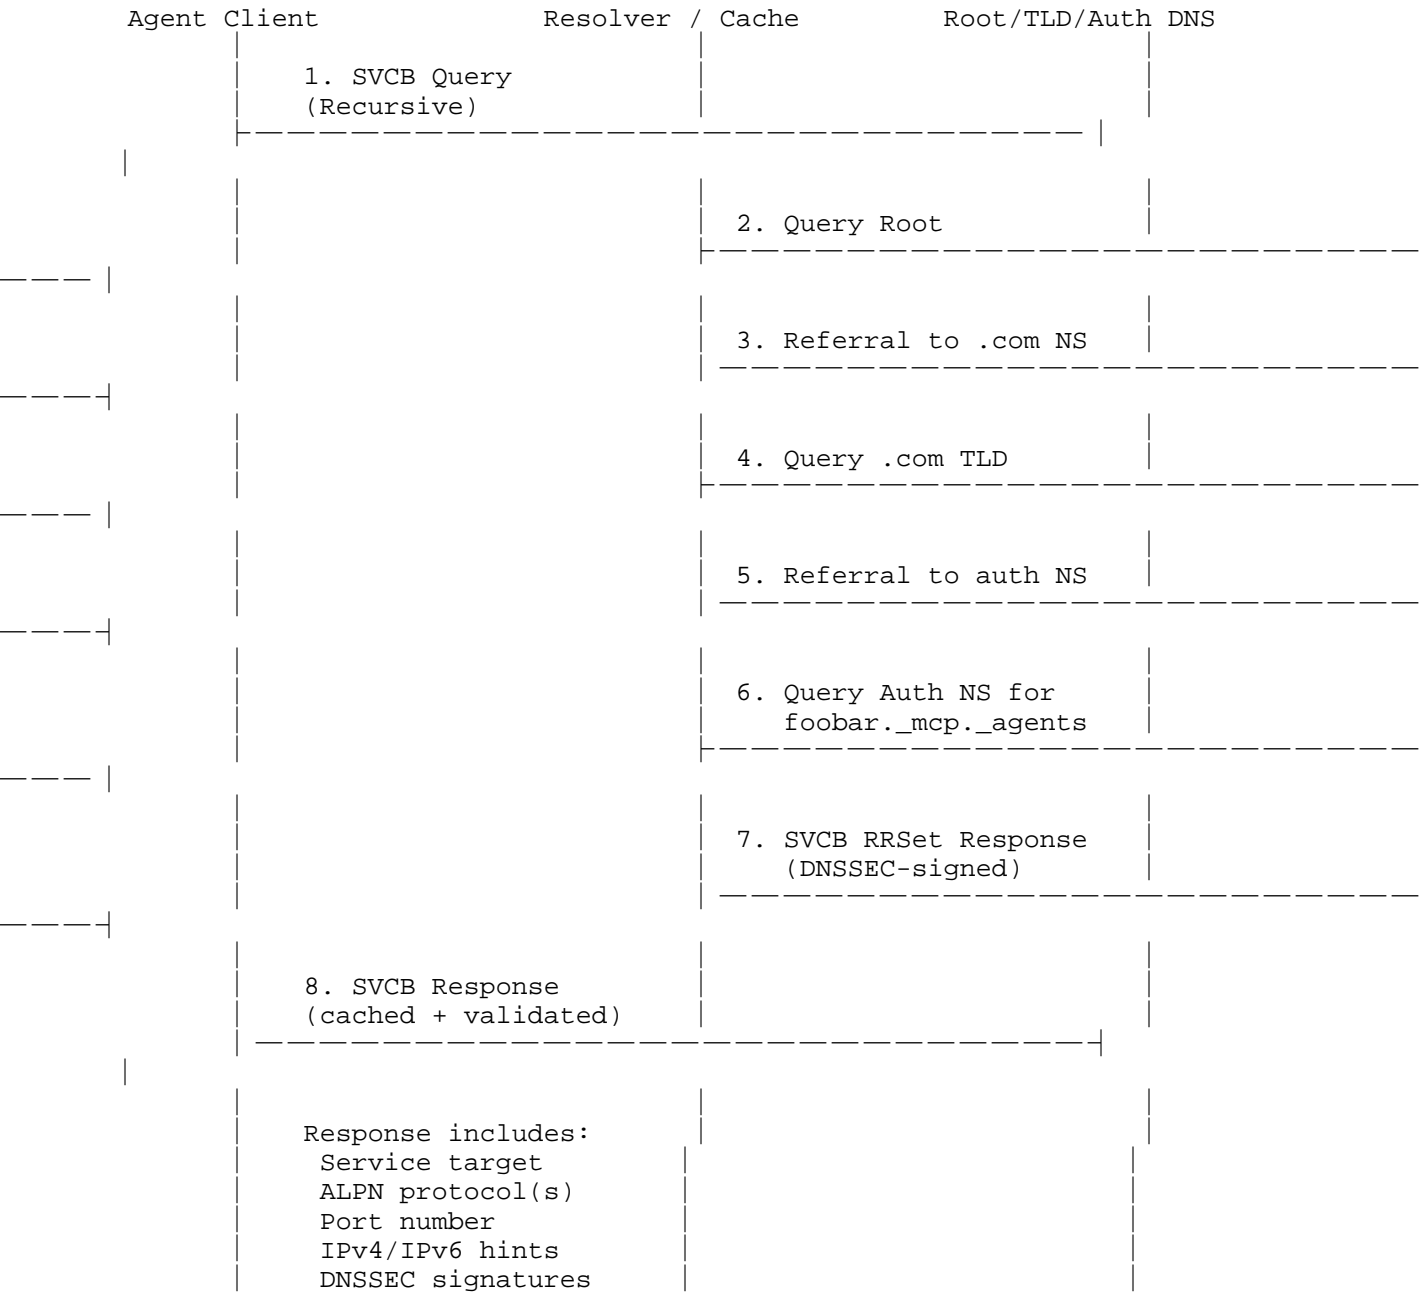 Agent Client Resolver / Cache Root/TLD/Auth DNS
1. SVCB Query
(Recursive)
2. Query Root
3. Referral to .com NS
4. Query .com TLD
5. Referral to auth NS
6. Query Auth NS for
foobar._mcp._agents
7. SVCB RRSet Response
(DNSSEC-signed)
8. SVCB Response
(cached + validated)
Response includes:
Service target
ALPN protocol(s)
Port number
IPv4/IPv6 hints
DNSSEC signatures